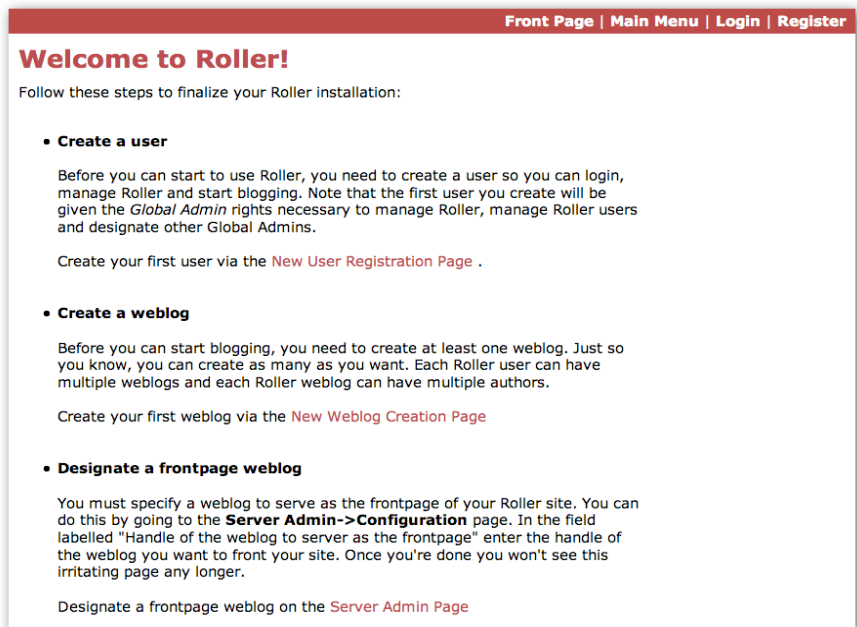 Front Page | Main Menu | Login | Register
Welcome to Roller!
Follow these steps to finalize your Roller installation:
• Create a user
Before you can start to use Roller, you need to create a user so you can login,
manage Roller and start blogging. Note that the first user you create will be
given the Global Admin rights necessary to manage Roller, manage Roller users
and designate other Global Admins.
Create your first user via the New User Registration Page .
• Create a weblog
Before you can start blogging, you need to create at least one weblog. Just so
you know, you can create as many as you want. Each Roller user can have
multiple weblogs and each Roller weblog can have multiple authors.
Create your first weblog via the New Weblog Creation Page
• Designate a frontpage weblog
You must specify a weblog to serve as the frontpage of your Roller site. You can
do this by going to the Server Admin->Configuration page. In the field
labelled "Handle of the weblog to server as the frontpage" enter the handle of
the weblog you want to front your site. Once you're done you won't see this
irritating page any longer.
Designate a frontpage weblog on the Server Admin Page